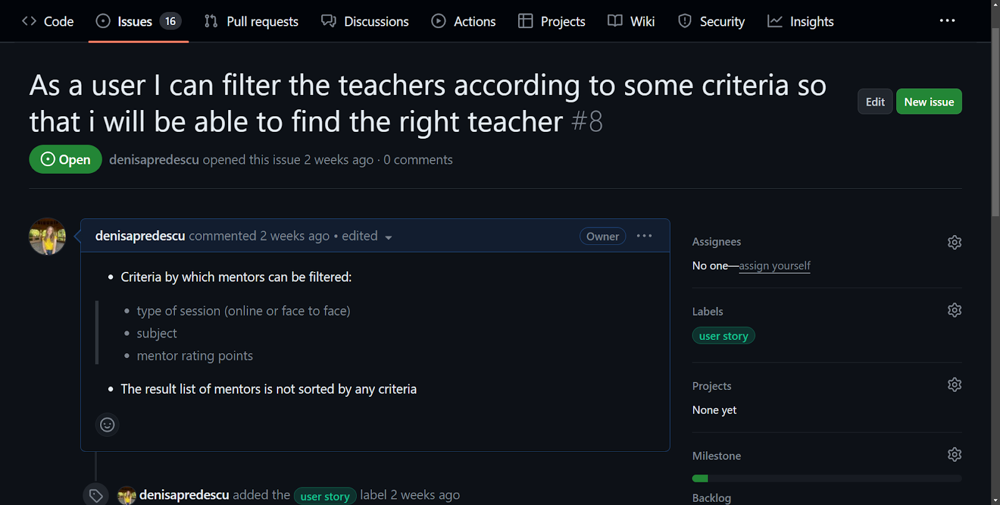 Code Issues 16 Pull requests Discussions Actions Projects Wiki Security Insights
As a user I can filter the teachers according to some criteria so
that i will be able to find the right teacher #8
Edit New issue
Open denisapredescu opened this issue 2 weeks ago · 0 comments
denisapredescu commented 2 weeks ago • edited Owner
• Criteria by which mentors can be filtered:
• type of session (online or face to face)
• subject
• mentor rating points
• The result list of mentors is not sorted by any criteria
denisapredescu added the user story label 2 weeks ago
Assignees
No one—assign yourself
Labels
user story
Projects
None yet
Milestone
Backlog